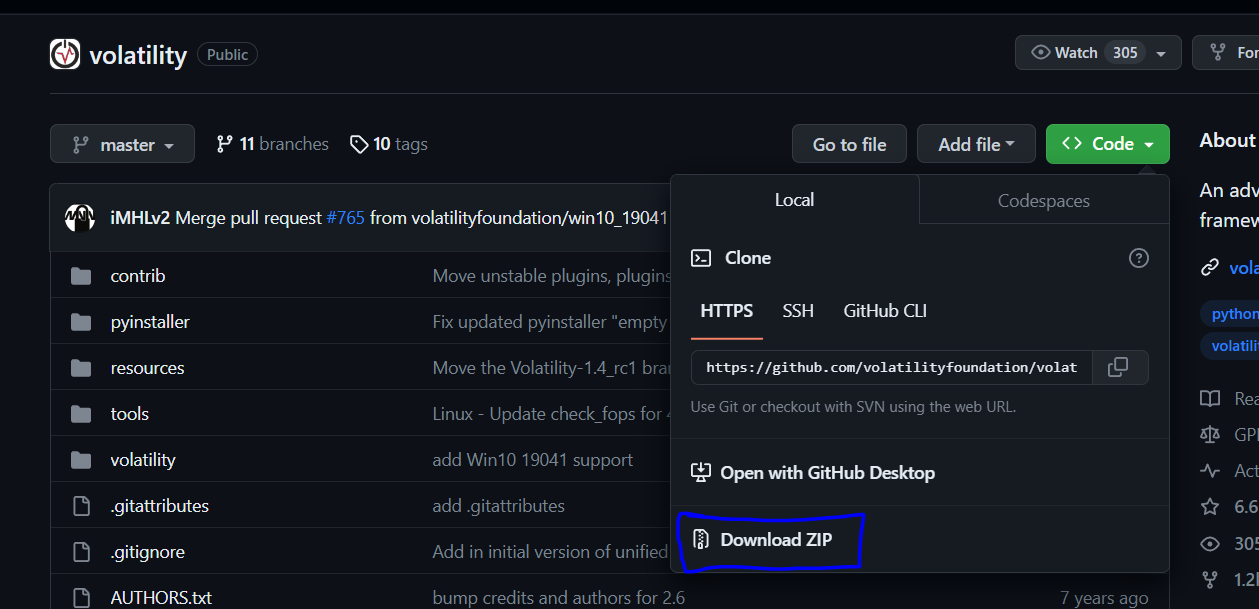 volatility Public
Watch 305
master 11 branches 10 tags
Go to file Add file Code
About
iMHLv2 Merge pull request #765 from volatilityfoundation/win10_19041
Local Codespaces
An adv
framew
Clone
contrib Move unstable plugins, plugins
HTTPS SSH GitHub CLI
pyinstaller Fix updated pyinstaller "empty
resources Move the Volatility-1.4_rc1 bran
https://github.com/volatilityfoundation/volat
tools Linux - Update check_fops for 4
Use Git or checkout with SVN using the web URL.
volatility add Win10 19041 support
Open with GitHub Desktop
.gitattributes add .gitattributes
.gitignore Add in initial version of unified
Download ZIP
AUTHORS.txt bump credits and authors for 2.6 7 years ago
vola
python
volatili
Rea
GPL
Act
6.6
305